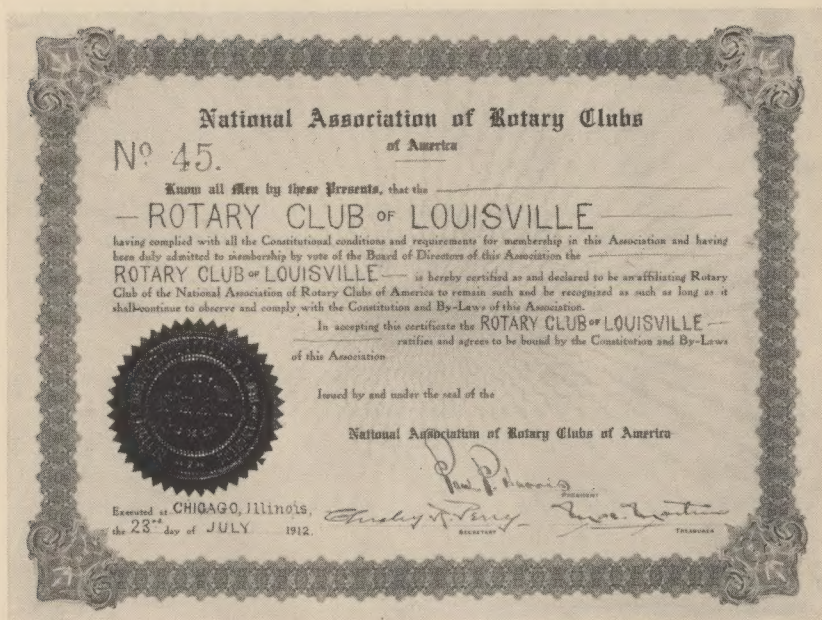 National Association of Rotary Clubs
of America
Nº 45.
Know all Men by these Presents, that the
ROTARY CLUB OF LOUISVILLE
having complied with all the Constitutional conditions and requirements for membership in this Association and having
been duly admitted to membership by vote of the Board of Directors of this Association the
ROTARY CLUB OF LOUISVILLE is hereby certified as and declared to be an affiliating Rotary
Club of the National Association of Rotary Clubs of America to remain such and be recognized as such as long as it
shall continue to observe and comply with the Constitution and By-Laws of this Association.
In accepting this certificate the ROTARY CLUB OF LOUISVILLE
ratifies and agrees to be bound by the Constitution and By-Laws
of this Association
Issued by and under the seal of the
National Association of Rotary Clubs of America
Paul P. Harris
PRESIDENT
Executed at CHICAGO, Illinois,
the 23rd day of JULY 1912.
Chesley R. Perry
SECRETARY
Martin
TREASURER